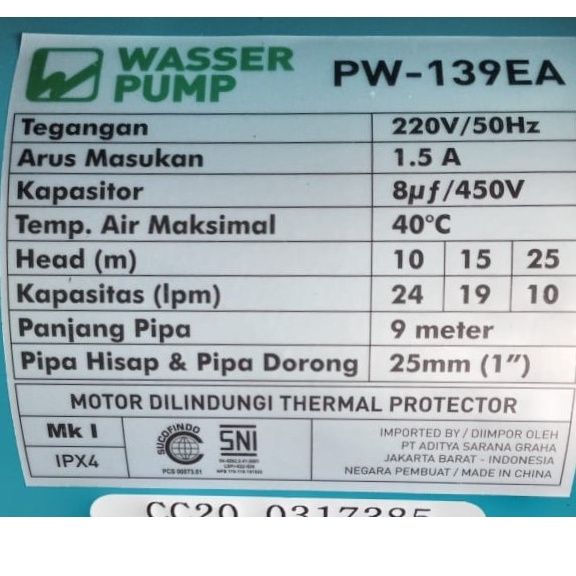 WASSER
PUMP
PW-139EA
Tegangan 220V/50Hz
Arus Masukan 1.5 A
Kapasitor 8µf/450V
Temp. Air Maksimal 40°C
Head (m) 10 15 25
Kapasitas (lpm) 24 19 10
Panjang Pipa 9 meter
Pipa Hisap & Pipa Dorong 25mm (1”)
MOTOR DILINDUNGI THERMAL PROTECTOR
Mk I
IPX4
SUCOFINDO
SNI
IMPORTED BY / DIIMPOR OLEH
PT ADITYA SARANA GRAHA
JAKARTA BARAT - INDONESIA
NEGARA PEMBUAT / MADE IN CHINA
CC20 0317385